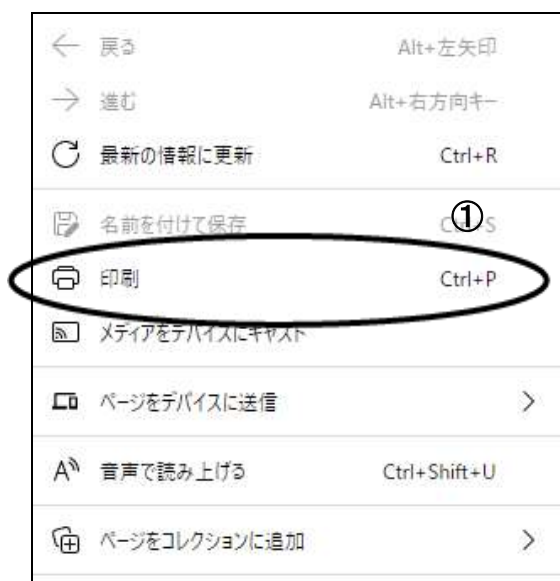 戻る Alt+左矢印
進む Alt+右方向キー
最新の情報に更新 Ctrl+R
①
名前を付けて保存 Ctrl+S
印刷 Ctrl+P
メディアをデバイスにキャスト
ページをデバイスに送信
音声で読み上げる Ctrl+Shift+U
ページをコレクションに追加